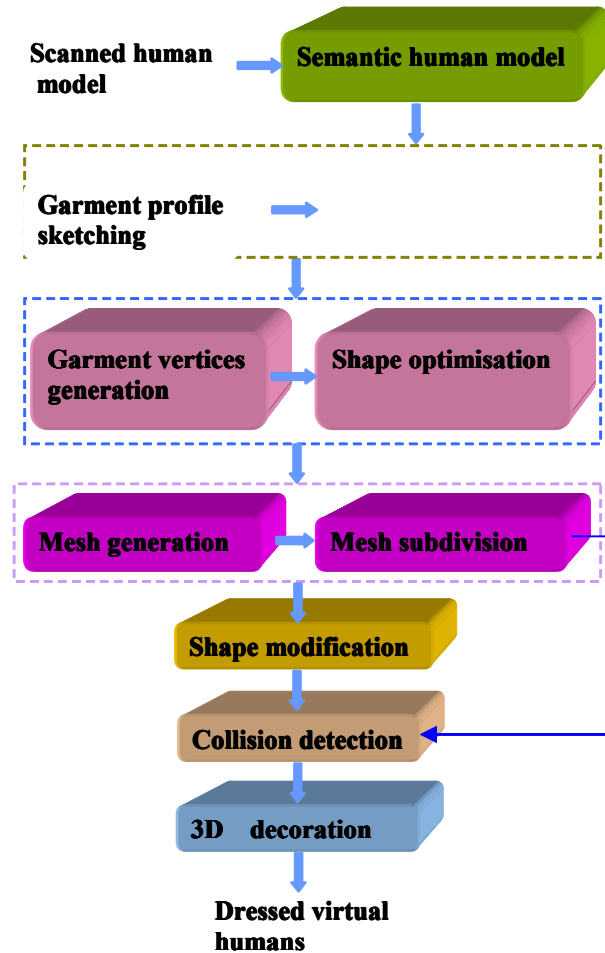 Scanned human
model
Semantic human model
Garment profile
sketching
Garment vertices
generation
Shape optimisation
Mesh generation
Mesh subdivision
Shape modification
Collision detection
3D decoration
Dressed virtual
humans